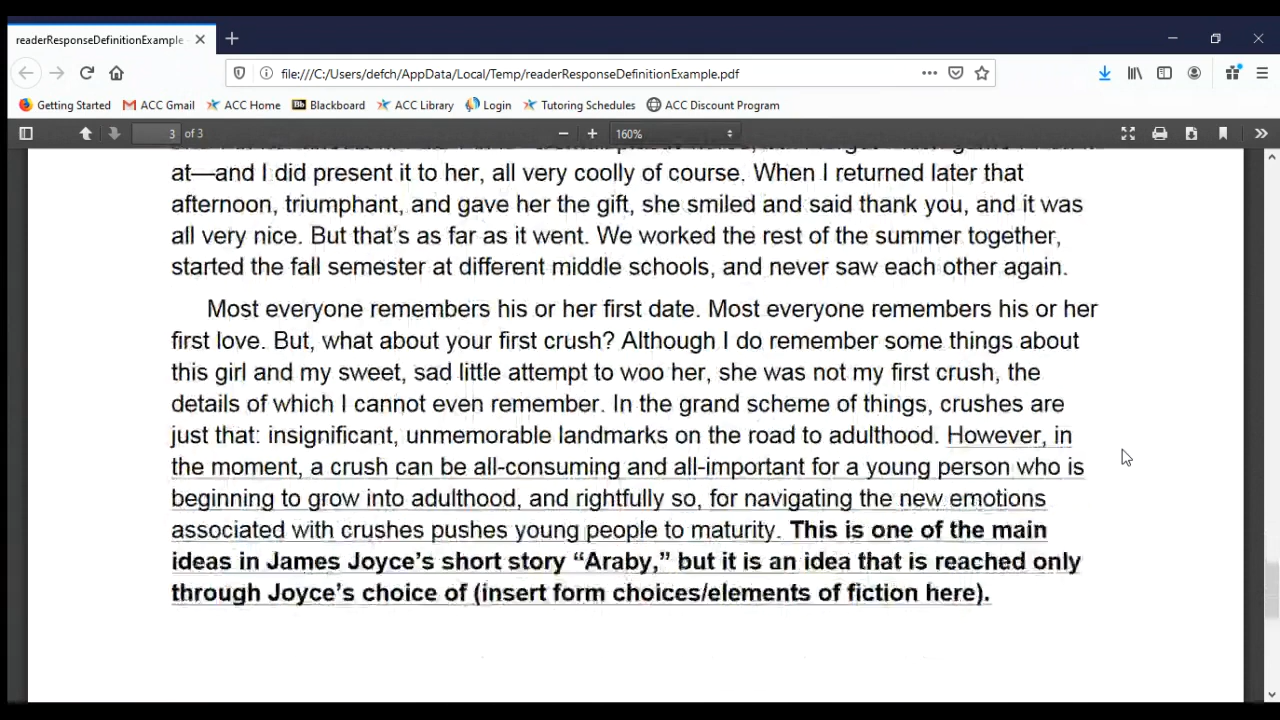 readerResponseDefinitionExample
file:///C:/Users/defch/AppData/Local/Temp/readerResponseDefinitionExample.pdf
Getting Started ACC Gmail ACC Home Bb Blackboard ACC Library Login Tutoring Schedules ACC Discount Program
3 of 3 160%
at—and I did present it to her, all very coolly of course. When I returned later that
afternoon, triumphant, and gave her the gift, she smiled and said thank you, and it was
all very nice. But that’s as far as it went. We worked the rest of the summer together,
started the fall semester at different middle schools, and never saw each other again.
Most everyone remembers his or her first date. Most everyone remembers his or her
first love. But, what about your first crush? Although I do remember some things about
this girl and my sweet, sad little attempt to woo her, she was not my first crush, the
details of which I cannot even remember. In the grand scheme of things, crushes are
just that: insignificant, unmemorable landmarks on the road to adulthood. However, in
the moment, a crush can be all-consuming and all-important for a young person who is
beginning to grow into adulthood, and rightfully so, for navigating the new emotions
associated with crushes pushes young people to maturity. This is one of the main
ideas in James Joyce’s short story “Araby,” but it is an idea that is reached only
through Joyce’s choice of (insert form choices/elements of fiction here).